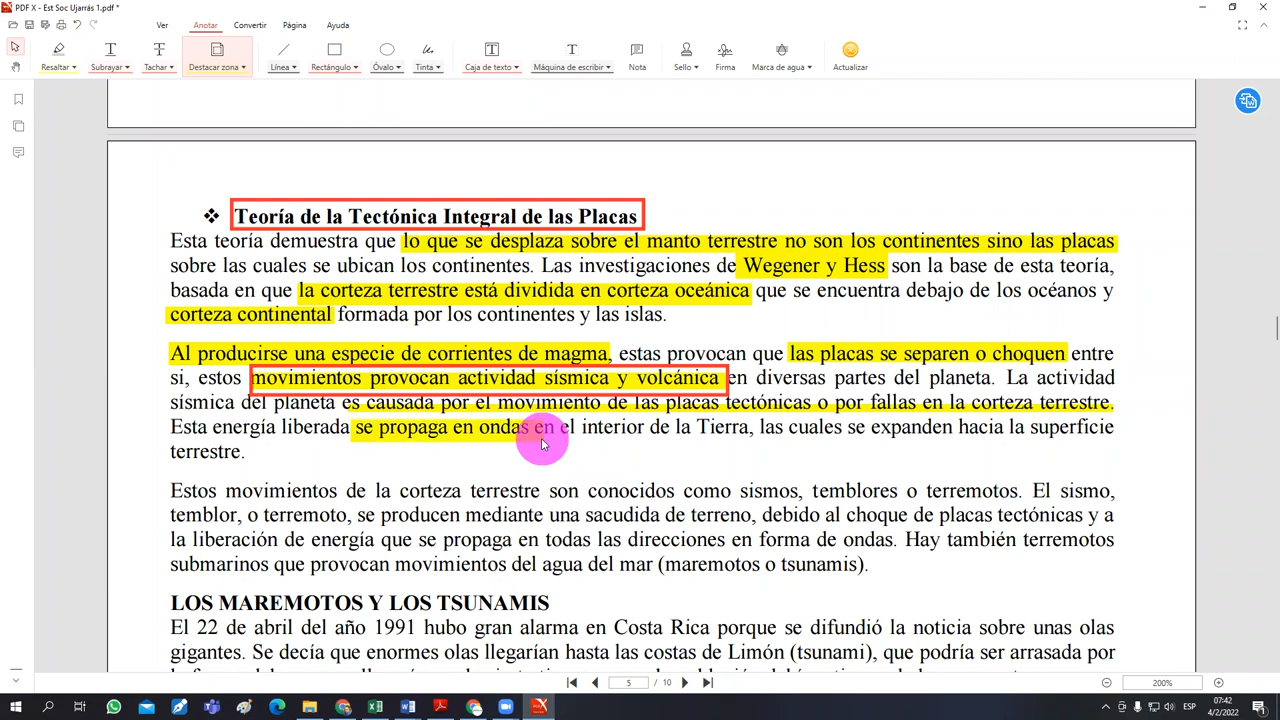 PDF X - Est Soc Ujarrás 1.pdf *
Ver Anotar Convertir Página Ayuda
Resaltar Subrayar Tachar Destacar zona Línea Rectángulo Óvalo Tinta Caja de texto Máquina de escribir Nota Sello Firma Marca de agua Actualizar
❖ Teoría de la Tectónica Integral de las Placas
Esta teoría demuestra que lo que se desplaza sobre el manto terrestre no son los continentes sino las placas
sobre las cuales se ubican los continentes. Las investigaciones de Wegener y Hess son la base de esta teoría,
basada en que la corteza terrestre está dividida en corteza oceánica que se encuentra debajo de los océanos y
corteza continental formada por los continentes y las islas.
Al producirse una especie de corrientes de magma, estas provocan que las placas se separen o choquen entre
si, estos movimientos provocan actividad sísmica y volcánica en diversas partes del planeta. La actividad
sísmica del planeta es causada por el movimiento de las placas tectónicas o por fallas en la corteza terrestre.
Esta energía liberada se propaga en ondas en el interior de la Tierra, las cuales se expanden hacia la superficie
terrestre.
Estos movimientos de la corteza terrestre son conocidos como sismos, temblores o terremotos. El sismo,
temblor, o terremoto, se producen mediante una sacudida de terreno, debido al choque de placas tectónicas y a
la liberación de energía que se propaga en todas las direcciones en forma de ondas. Hay también terremotos
submarinos que provocan movimientos del agua del mar (maremotos o tsunamis).
LOS MAREMOTOS Y LOS TSUNAMIS
El 22 de abril del año 1991 hubo gran alarma en Costa Rica porque se difundió la noticia sobre unas olas
gigantes. Se decía que enormes olas llegarían hasta las costas de Limón (tsunami), que podría ser arrasada por
5 / 10
200%
ESP
07:42
4/2/2022